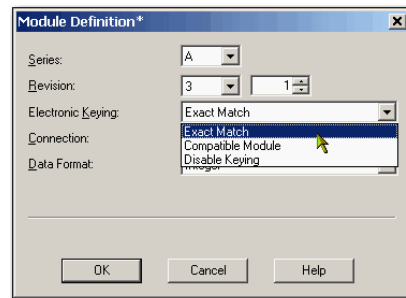 Module Definition*
Series:
A
Revision:
3
1
Electronic Keying:
Exact Match
Exact Match
Connection:
Compatible Module
Disable Keying
Data Format:
Integer
OK
Cancel
Help